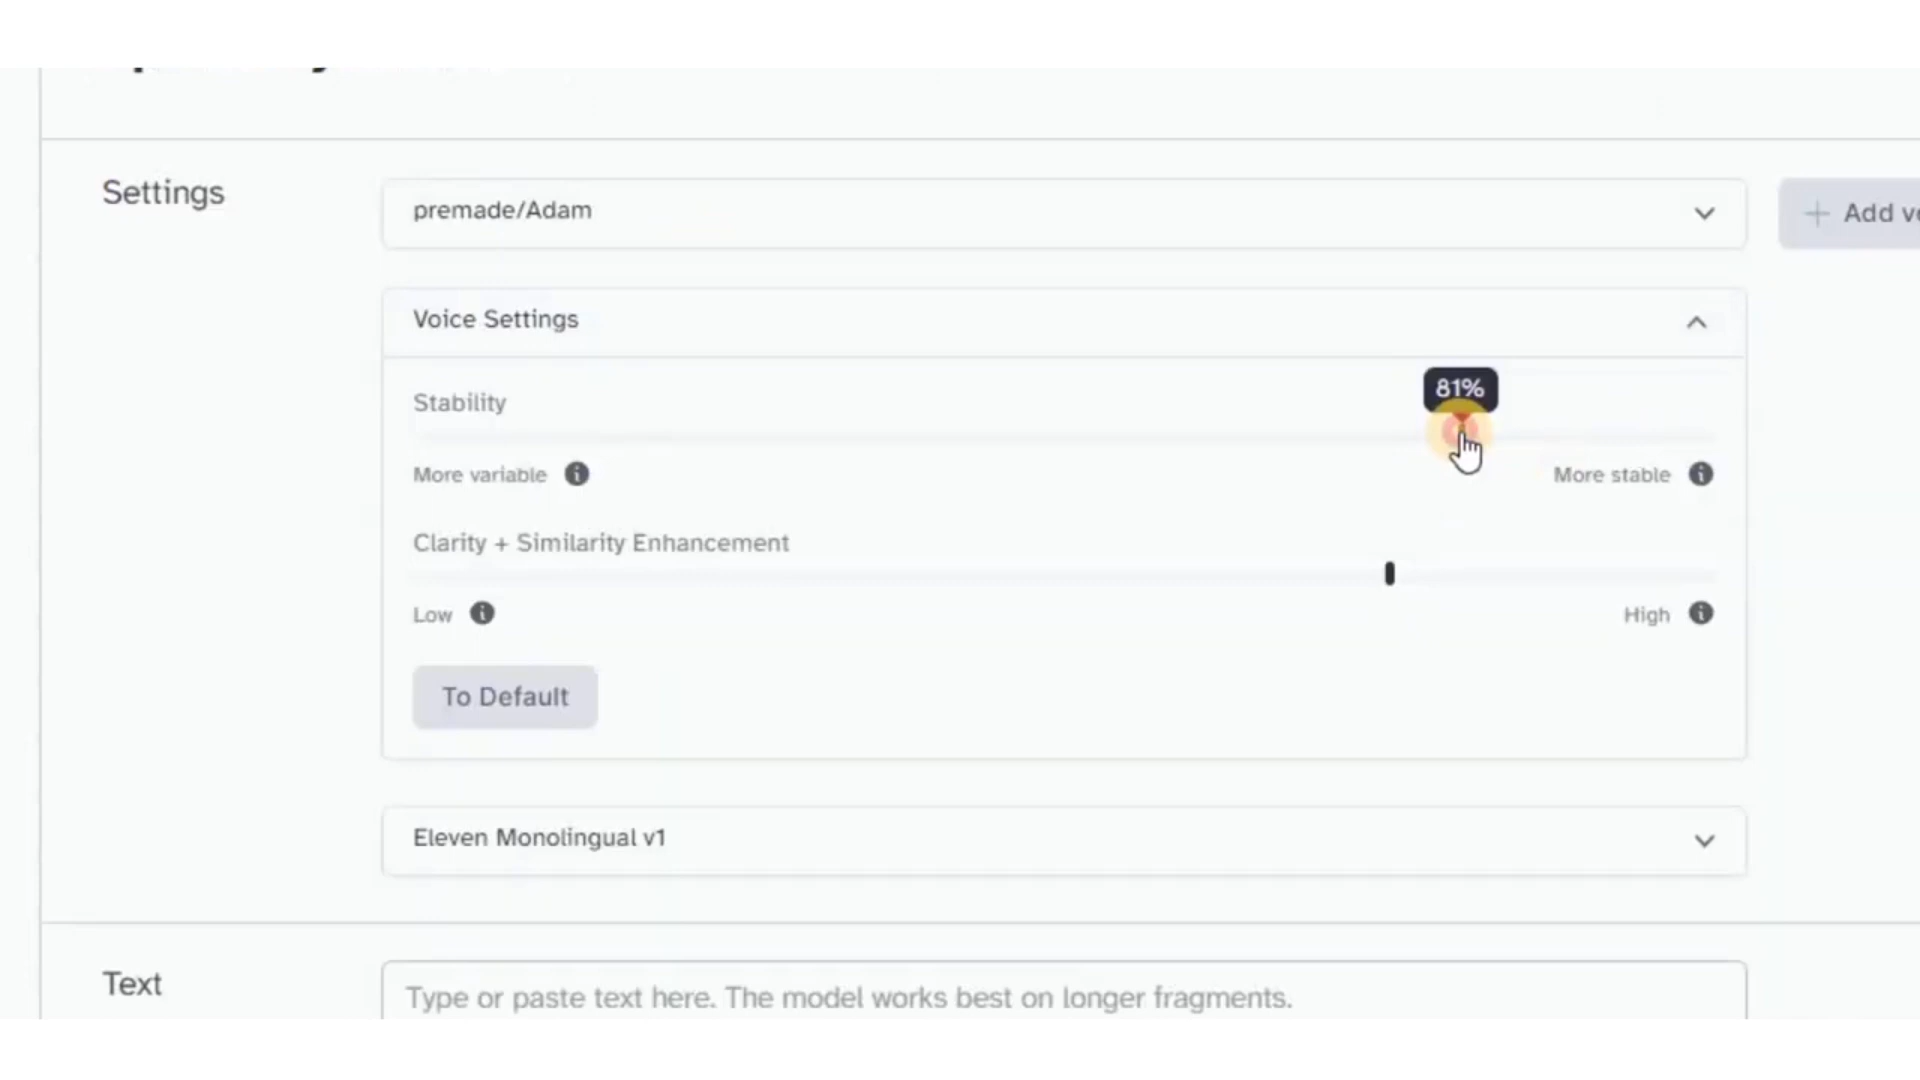 Settings
premade/Adam
Add
Voice Settings
81%
Stability
More variable
More stable
Clarity + Similarity Enhancement
Low
High
To Default
Eleven Monolingual v1
Text
Type or paste text here. The model works best on longer fragments.